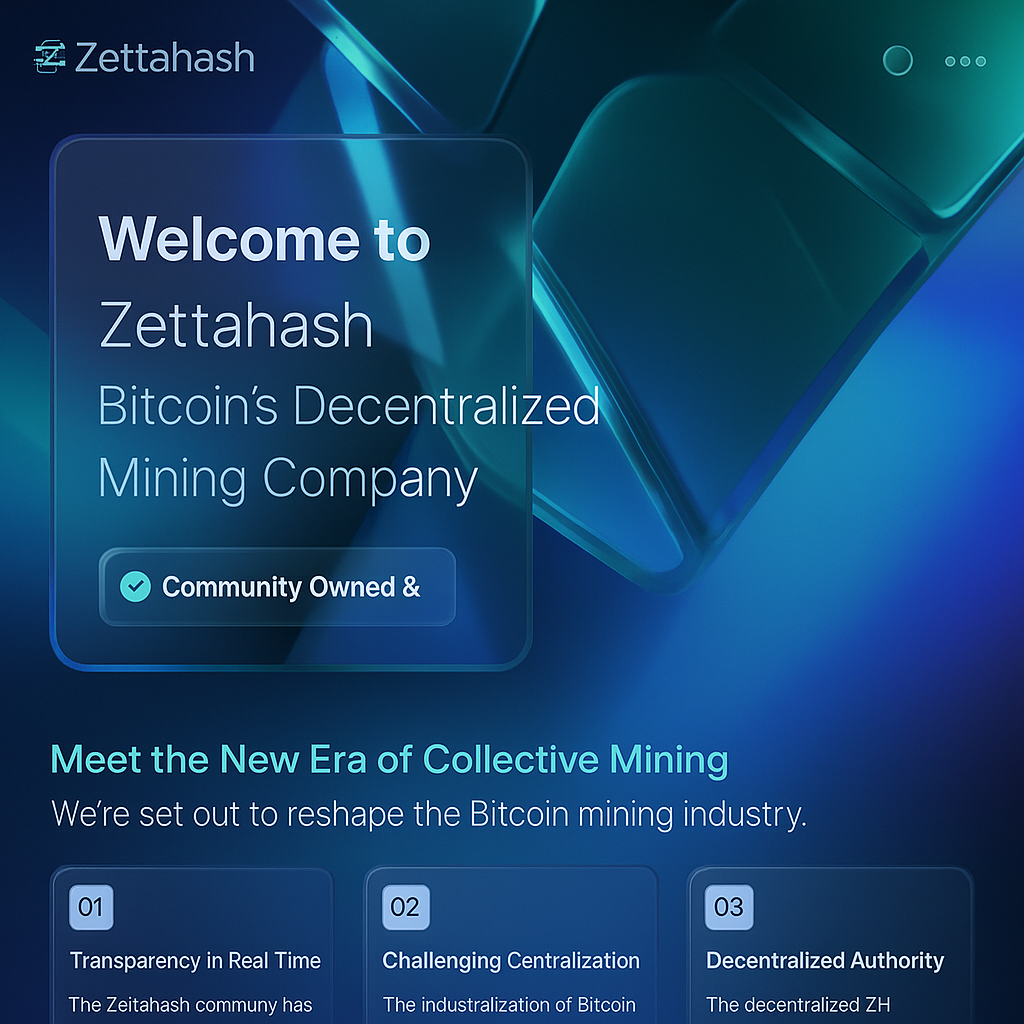 Zettahash
Welcome to
Zettahash
Bitcoin’s Decentralized
Mining Company
Community Owned &
Meet the New Era of Collective Mining
We’re set out to reshape the Bitcoin mining industry.
01
Transparency in Real Time
The Zeitahash communy has
02
Challenging Centralization
The industralization of Bitcoin
03
Decentralized Authority
The decentralized ZH